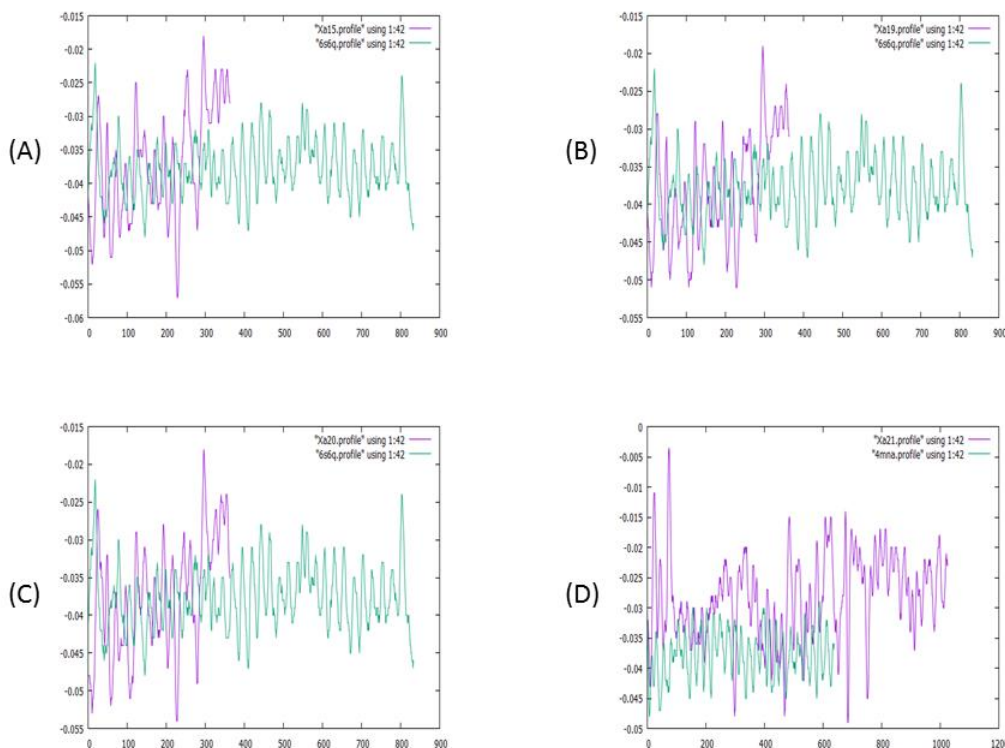 (A)
"Xa15.profile" using 1:42
"6s6q.profile" using 1:42
-0.015
-0.02
-0.025
-0.03
-0.035
-0.04
-0.045
-0.05
-0.055
-0.06
0 100 200 300 400 500 600 700 800 900
(B)
"Xa19.profile" using 1:42
"6s6q.profile" using 1:42
-0.015
-0.02
-0.025
-0.03
-0.035
-0.04
-0.045
-0.05
-0.055
0 100 200 300 400 500 600 700 800 900
(C)
"Xa20.profile" using 1:42
"6s6q.profile" using 1:42
-0.015
-0.02
-0.025
-0.03
-0.035
-0.04
-0.045
-0.05
-0.055
0 100 200 300 400 500 600 700 800 900
(D)
"Xa21.profile" using 1:42
"4mna.profile" using 1:42
0
-0.005
-0.01
-0.015
-0.02
-0.025
-0.03
-0.035
-0.04
-0.045
-0.05
0 200 400 600 800 1000 1200